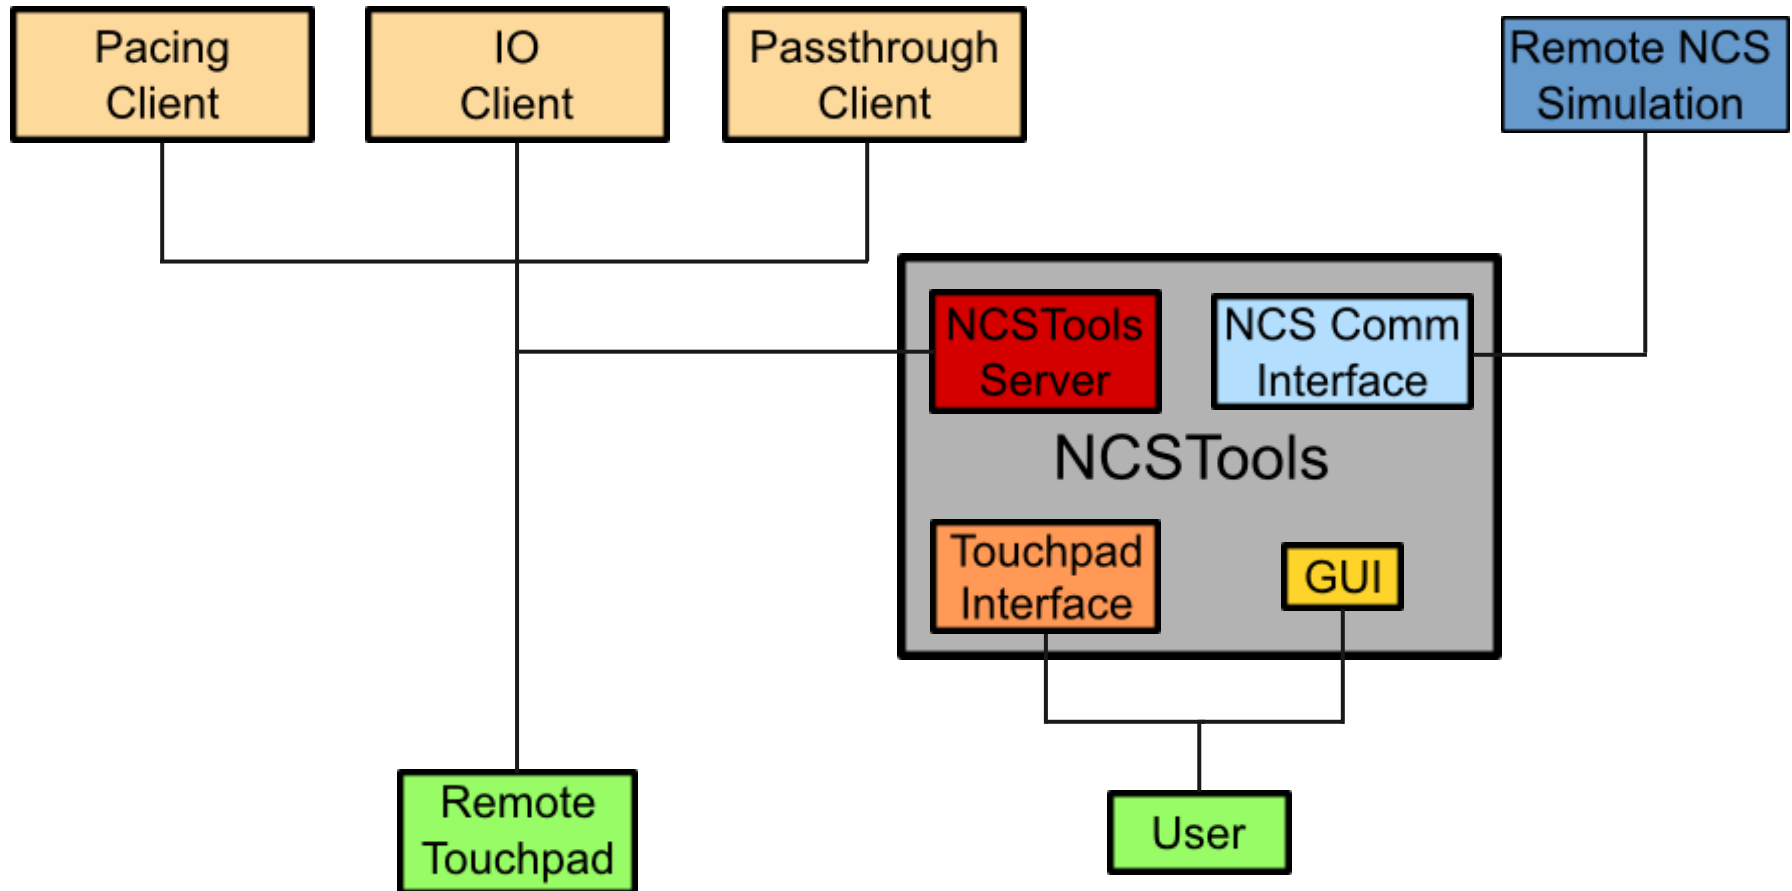 Pacing
Client
IO
Client
Passthrough
Client
Remote NCS
Simulation
NCSTools
Server
NCS Comm
Interface
NCSTools
Touchpad
Interface
GUI
Remote
Touchpad
User